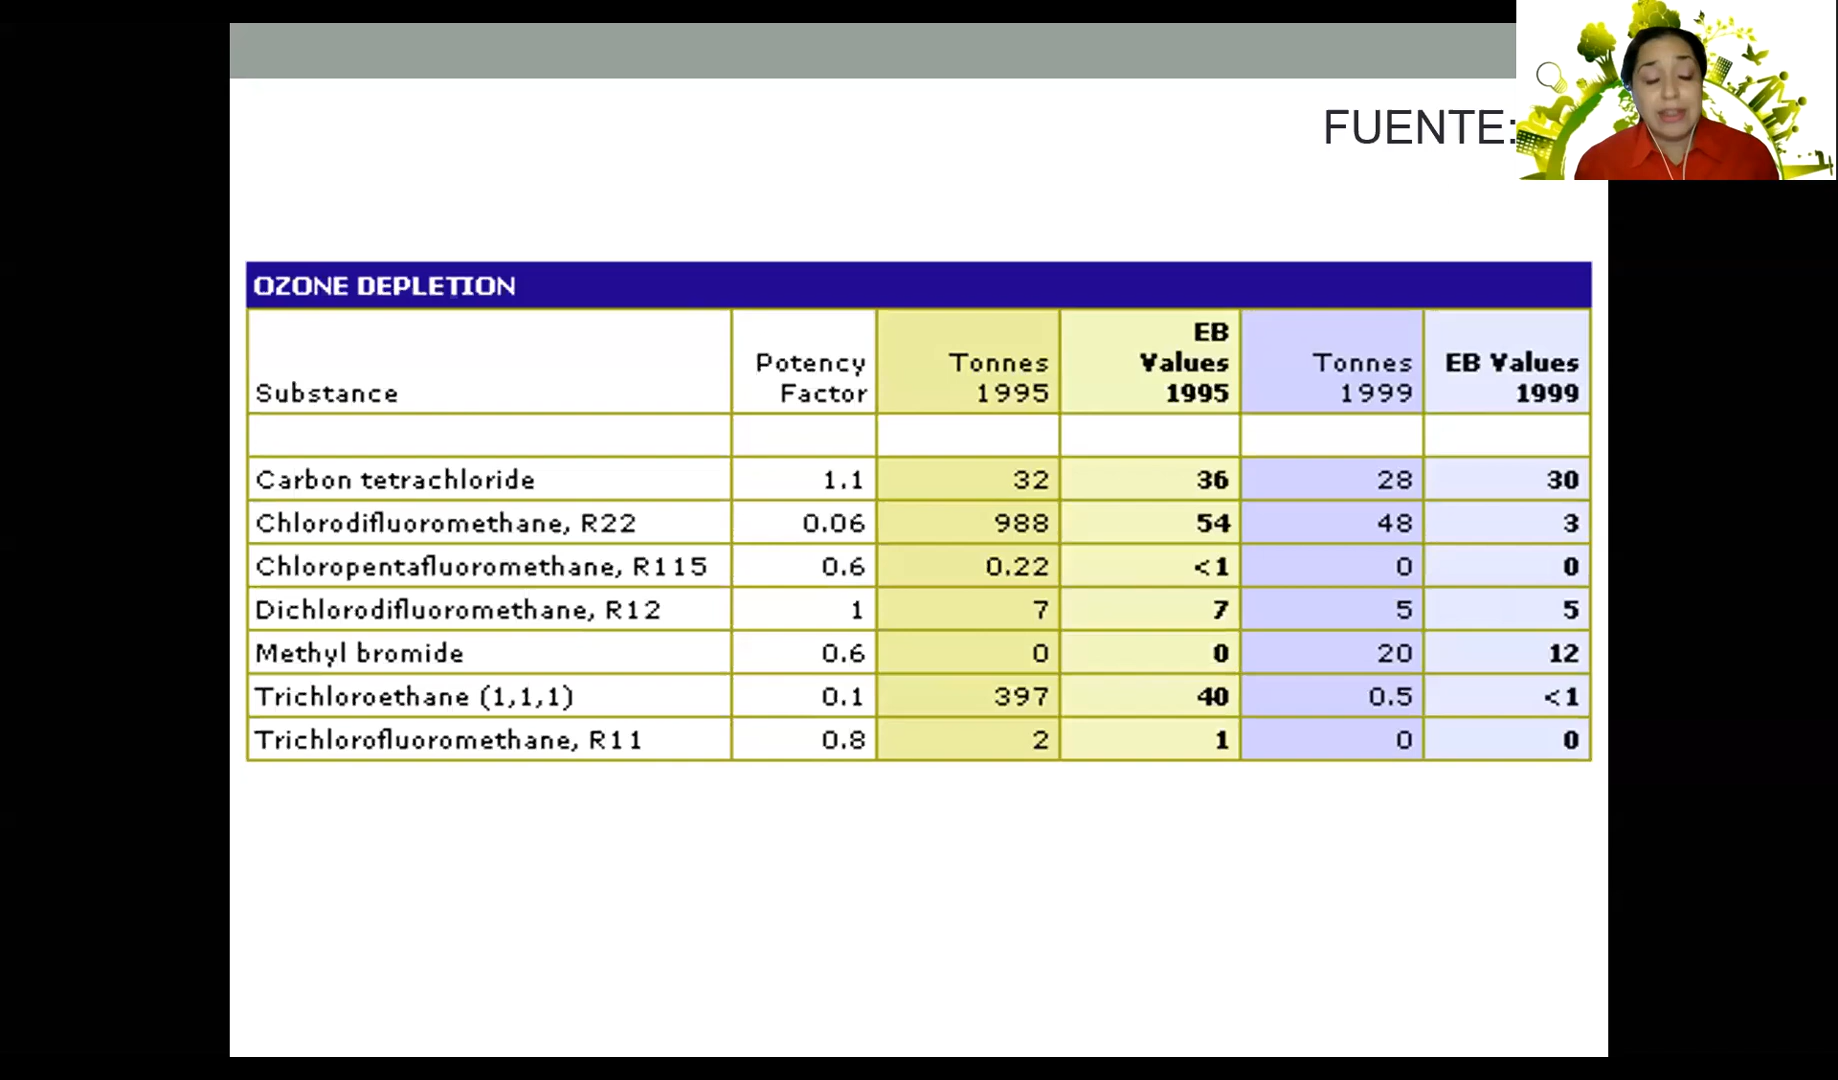 FUENTE:
OZONE DEPLETION
Substance Potency Factor Tonnes 1995 EB Values 1995 Tonnes 1999 EB Values 1999
Carbon tetrachloride 1.1 32 36 28 30
Chlorodifluoromethane, R22 0.06 988 54 48 3
Chloropentafluoromethane, R115 0.6 0.22 <1 0 0
Dichlorodifluoromethane, R12 1 7 7 5 5
Methyl bromide 0.6 0 0 20 12
Trichloroethane (1,1,1) 0.1 397 40 0.5 <1
Trichlorofluoromethane, R11 0.8 2 1 0 0